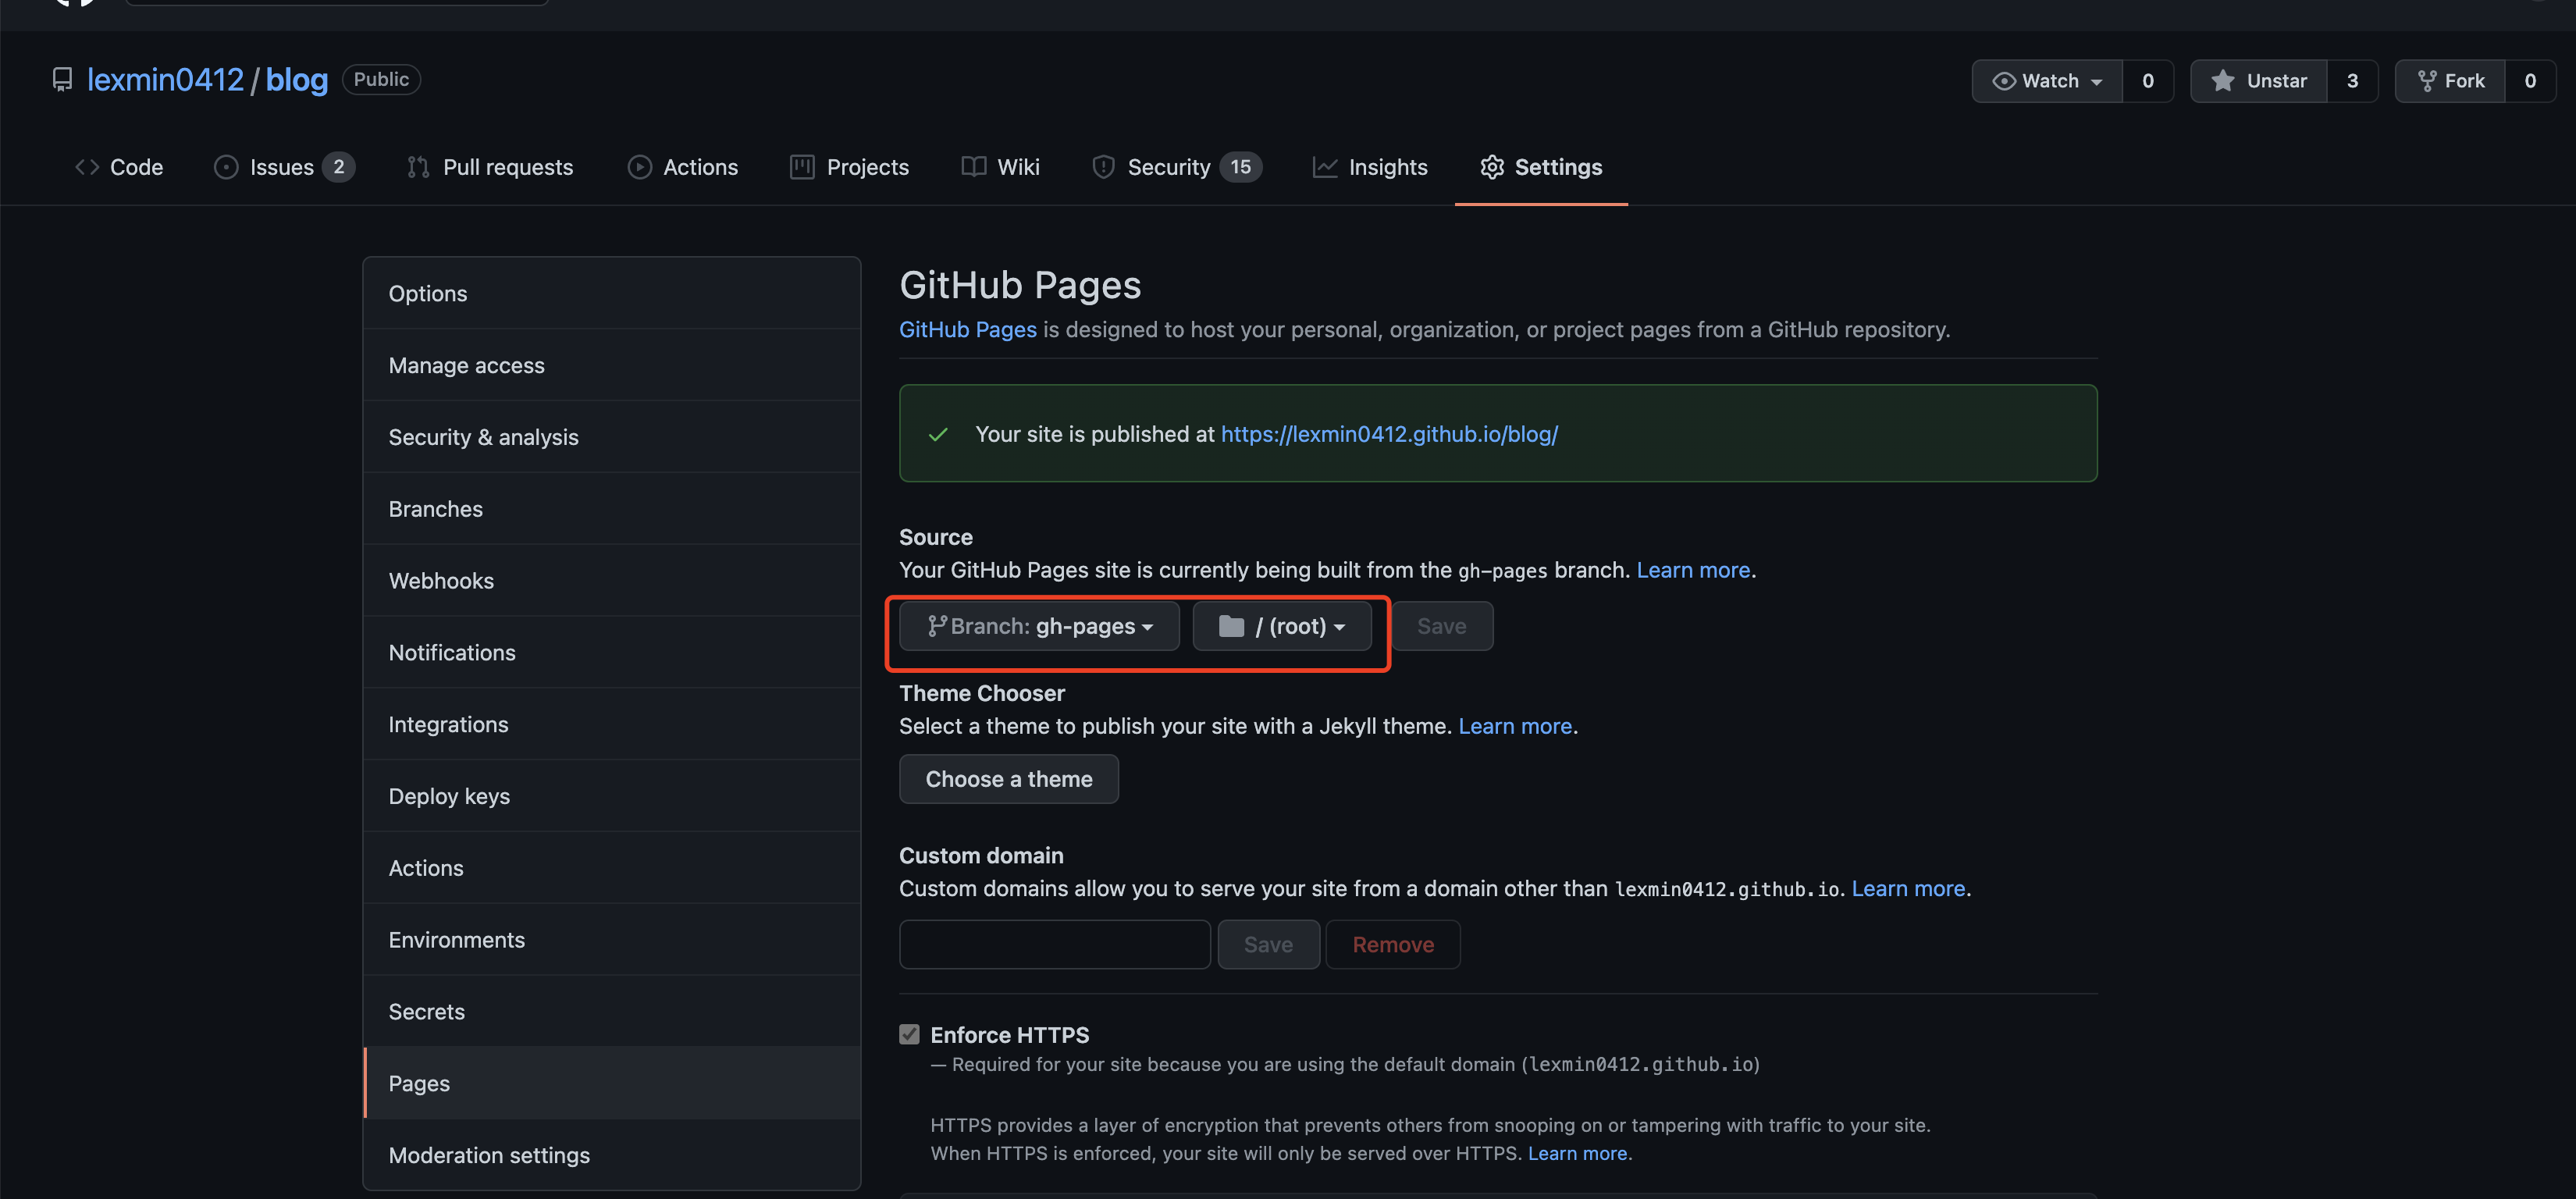 lexmin0412 / blog Public
Watch 0 Unstar 3 Fork 0
Code Issues 2 Pull requests Actions Projects Wiki Security 15 Insights Settings
Options
Manage access
Security & analysis
Branches
Webhooks
Notifications
Integrations
Deploy keys
Actions
Environments
Secrets
Pages
Moderation settings
GitHub Pages
GitHub Pages is designed to host your personal, organization, or project pages from a GitHub repository.
Your site is published at https://lexmin0412.github.io/blog/
Source
Your GitHub Pages site is currently being built from the gh-pages branch. Learn more.
Branch: gh-pages / (root) Save
Theme Chooser
Select a theme to publish your site with a Jekyll theme. Learn more.
Choose a theme
Custom domain
Custom domains allow you to serve your site from a domain other than lexmin0412.github.io. Learn more.
Save Remove
Enforce HTTPS
— Required for your site because you are using the default domain (lexmin0412.github.io)
HTTPS provides a layer of encryption that prevents others from snooping on or tampering with traffic to your site.
When HTTPS is enforced, your site will only be served over HTTPS. Learn more.